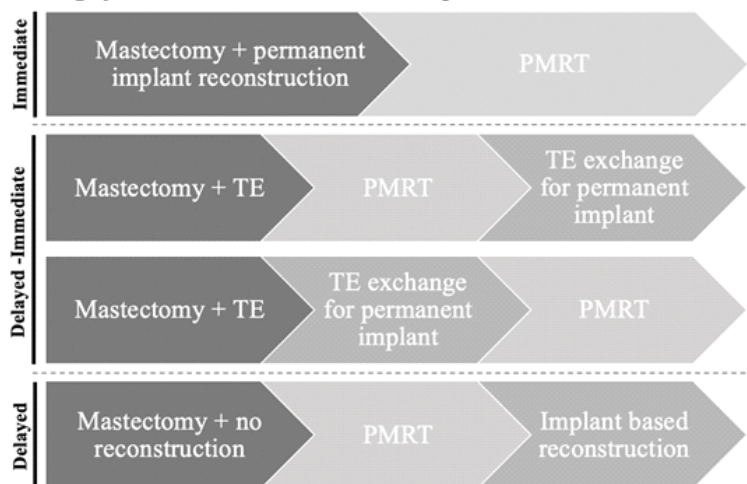 Immediate
Mastectomy + permanent
implant reconstruction
PMRT
Delayed -Immediate
Mastectomy + TE
PMRT
TE exchange
for permanent
implant
Mastectomy + TE
TE exchange
for permanent
implant
PMRT
Delayed
Mastectomy + no
reconstruction
PMRT
Implant based
reconstruction